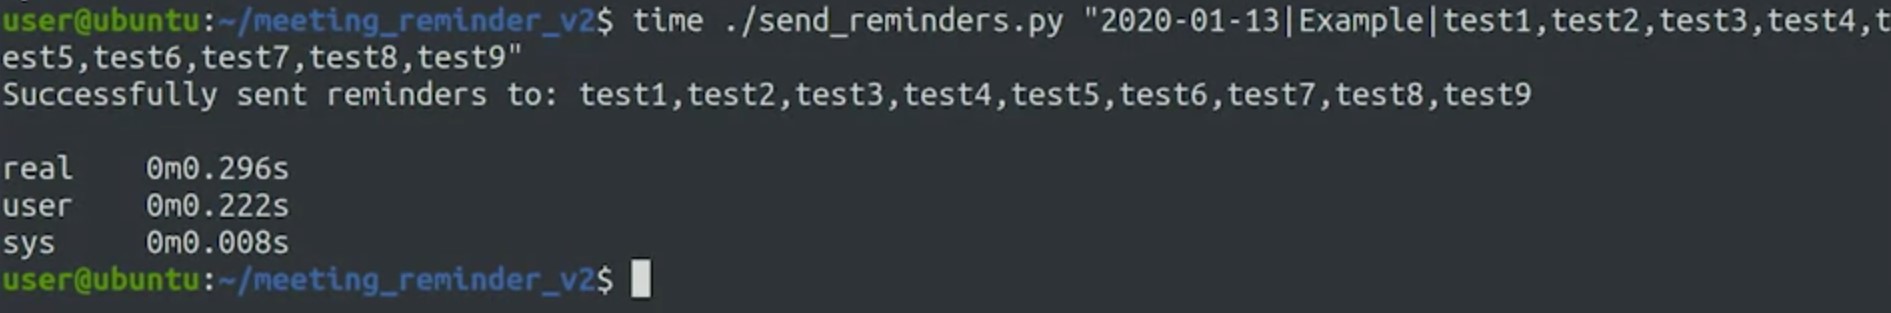 user@ubuntu:~/meeting_reminder_v2$ time ./send_reminders.py "2020-01-13|Example|test1,test2,test3,test4,t
est5,test6,test7,test8,test9"
Successfully sent reminders to: test1,test2,test3,test4,test5,test6,test7,test8,test9
real 0m0.296s
user 0m0.222s
sys 0m0.008s
user@ubuntu:~/meeting_reminder_v2$